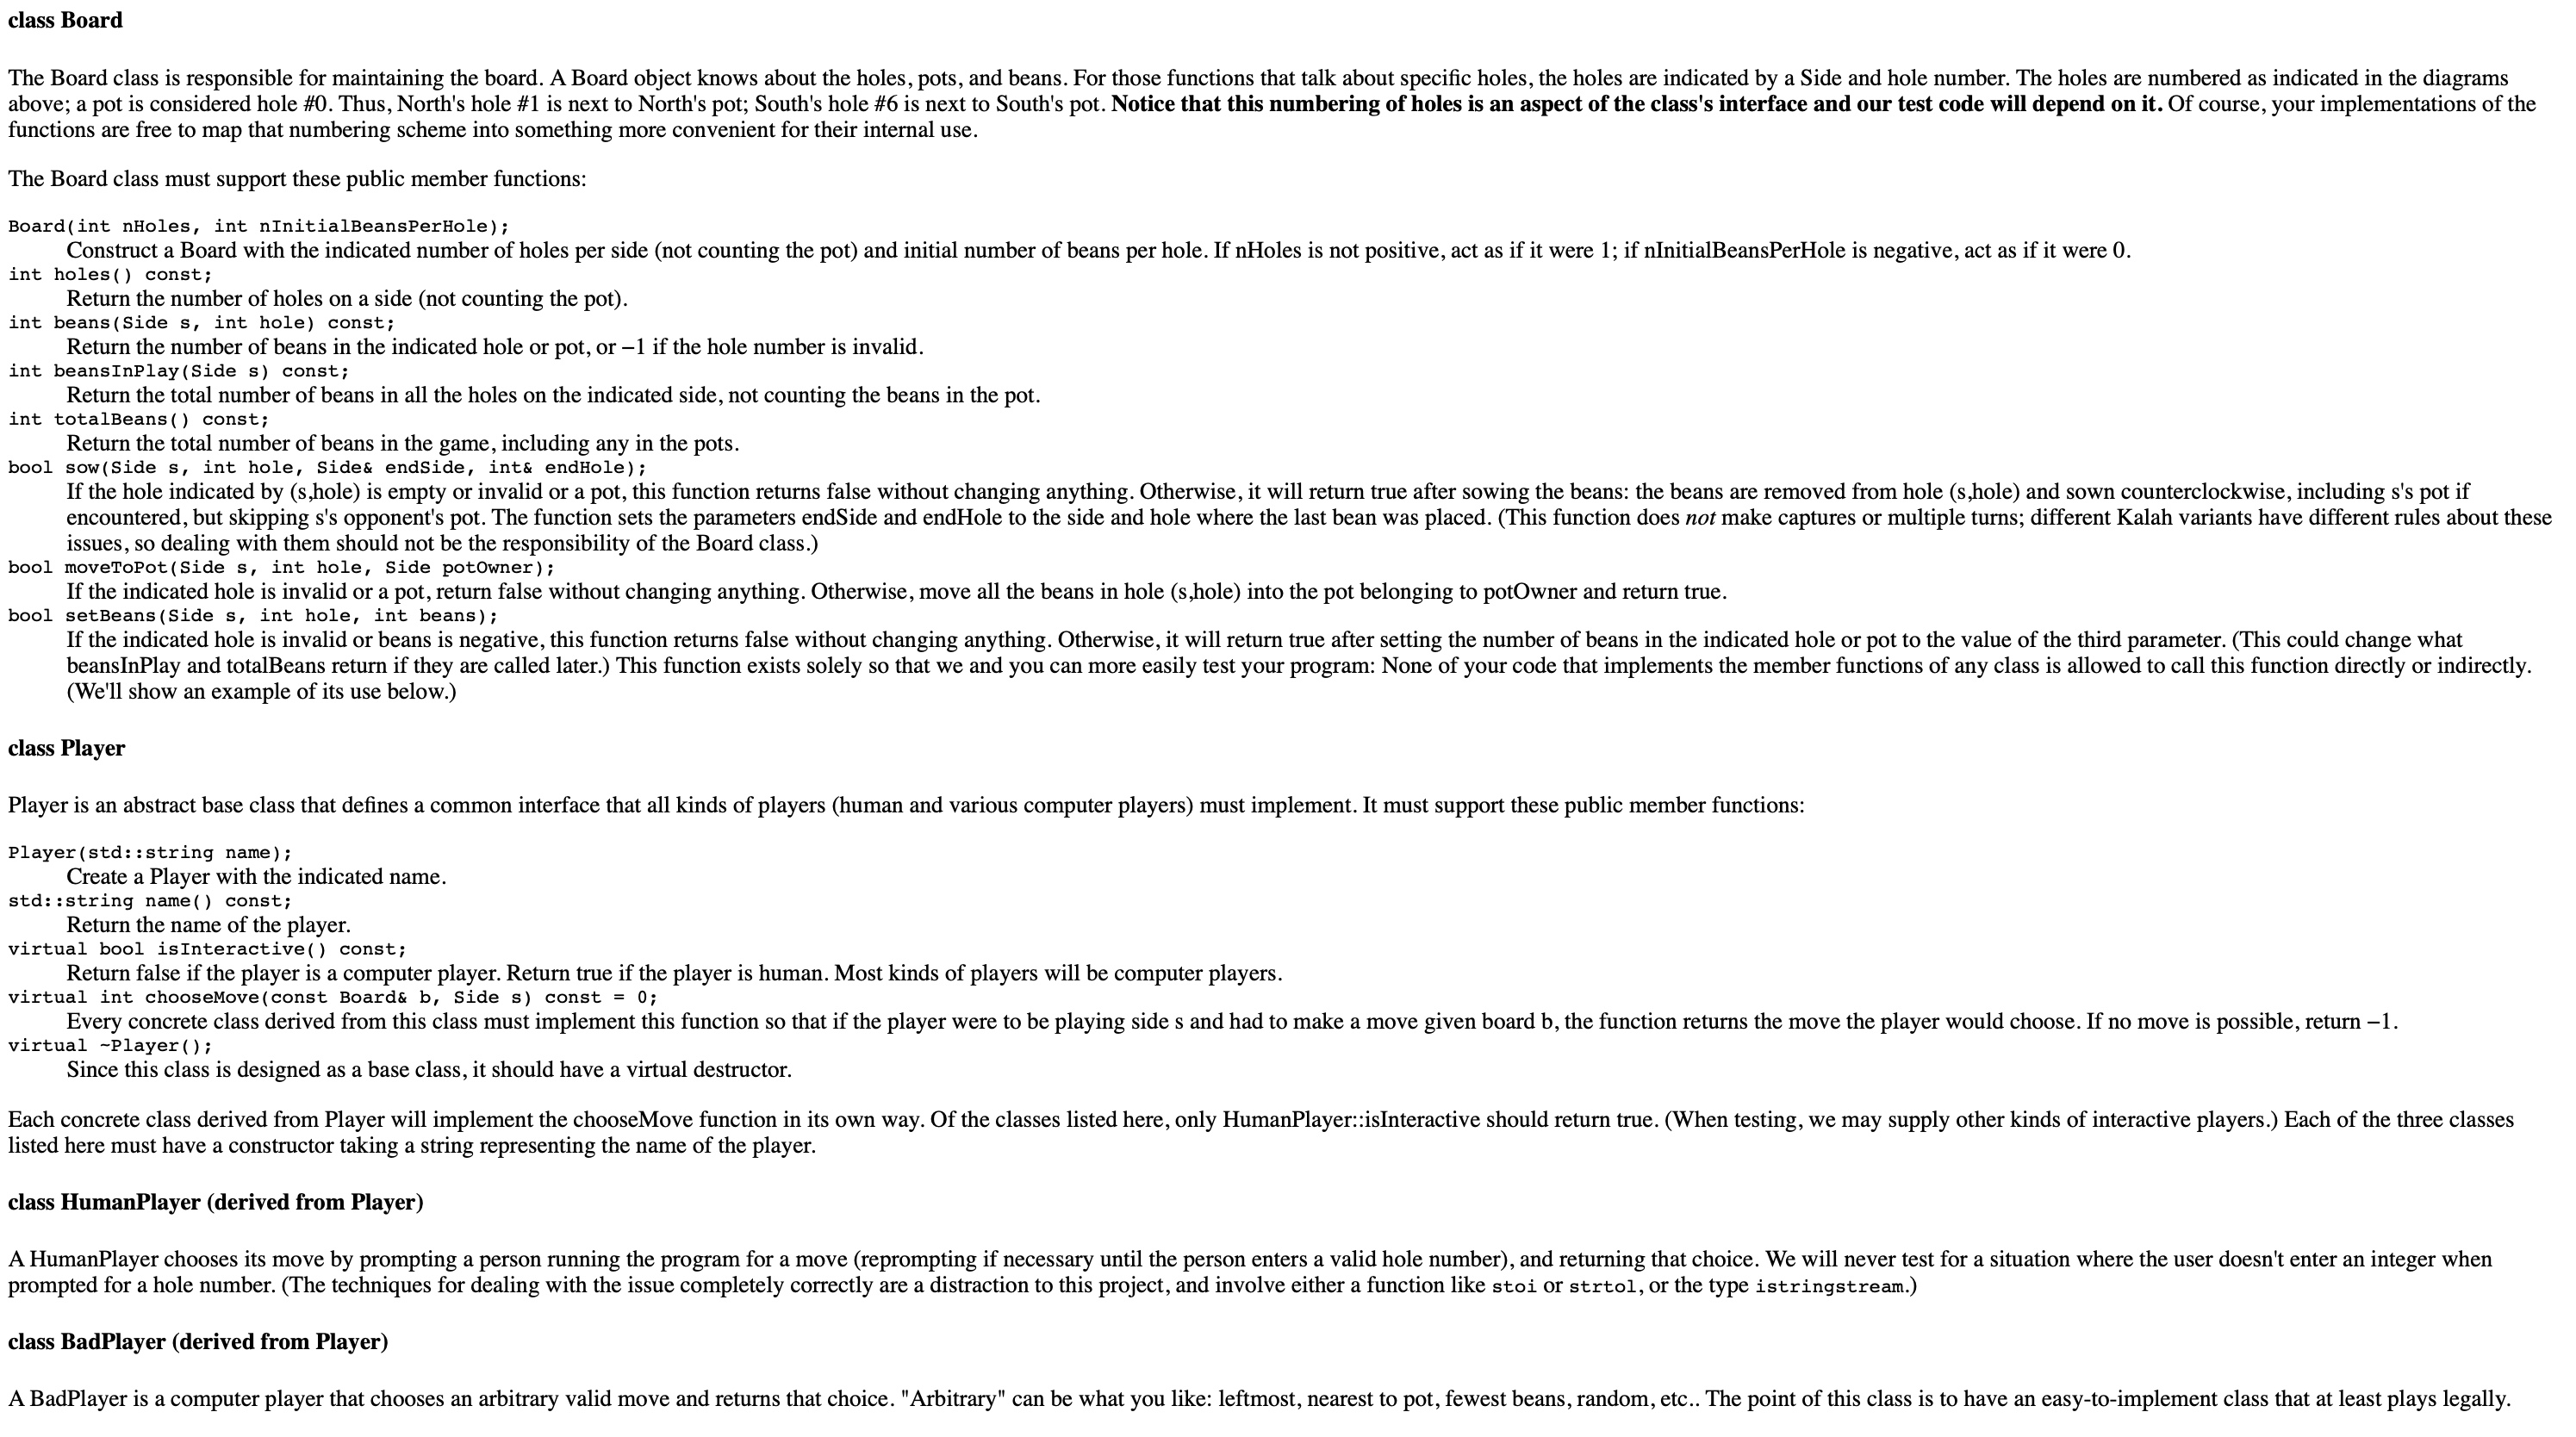 class Board
The Board class is responsible for maintaining the board. A Board object knows about the holes, pots, and beans. For those functions that talk about specific holes, the holes are indicated by a Side and hole number. The holes are numbered as indicated in the diagrams
above; a pot is considered hole #0. Thus, North's hole #1 is next to North's pot; South's hole #6 is next to South's pot. Notice that this numbering of holes is an aspect of the class's interface and our test code will depend on it. Of course, your implementations of the
functions are free to map that numbering scheme into something more convenient for their internal use.
The Board class must support these public member functions:
Board(int nHoles, int nInitialBeansPerHole);
Construct a Board with the indicated number of holes per side (not counting the pot) and initial number of beans per hole. If nHoles is not positive, act as if it were 1; if nInitialBeansPerHole is negative, act as if it were 0.
int holes() const;
Return the number of holes on a side (not counting the pot).
int beans(Side s, int hole) const;
Return the number of beans in the indicated hole or pot, or −1 if the hole number is invalid.
int beansInPlay(Side s) const;
Return the total number of beans in all the holes on the indicated side, not counting the beans in the pot.
int totalBeans() const;
Return the total number of beans in the game, including any in the pots.
bool sow(Side s, int hole, Side& endSide, int& endHole);
If the hole indicated by (s,hole) is empty or invalid or a pot, this function returns false without changing anything. Otherwise, it will return true after sowing the beans: the beans are removed from hole (s,hole) and sown counterclockwise, including s's pot if
encountered, but skipping s's opponent's pot. The function sets the parameters endSide and endHole to the side and hole where the last bean was placed. (This function does not make captures or multiple turns; different Kalah variants have different rules about these
issues, so dealing with them should not be the responsibility of the Board class.)
bool moveToPot(Side s, int hole, Side potOwner);
If the indicated hole is invalid or a pot, return false without changing anything. Otherwise, move all the beans in hole (s,hole) into the pot belonging to potOwner and return true.
bool setBeans(Side s, int hole, int beans);
If the indicated hole is invalid or beans is negative, this function returns false without changing anything. Otherwise, it will return true after setting the number of beans in the indicated hole or pot to the value of the third parameter. (This could change what
beansInPlay and totalBeans return if they are called later.) This function exists solely so that we and you can more easily test your program: None of your code that implements the member functions of any class is allowed to call this function directly or indirectly.
(We'll show an example of its use below.)
class Player
Player is an abstract base class that defines a common interface that all kinds of players (human and various computer players) must implement. It must support these public member functions:
Player(std::string name);
Create a Player with the indicated name.
std::string name() const;
Return the name of the player.
virtual bool isInteractive() const;
Return false if the player is a computer player. Return true if the player is human. Most kinds of players will be computer players.
virtual int chooseMove(const Board& b, Side s) const = 0;
Every concrete class derived from this class must implement this function so that if the player were to be playing side s and had to make a move given board b, the function returns the move the player would choose. If no move is possible, return −1.
virtual ~Player();
Since this class is designed as a base class, it should have a virtual destructor.
Each concrete class derived from Player will implement the chooseMove function in its own way. Of the classes listed here, only HumanPlayer::isInteractive should return true. (When testing, we may supply other kinds of interactive players.) Each of the three classes
listed here must have a constructor taking a string representing the name of the player.
class HumanPlayer (derived from Player)
A HumanPlayer chooses its move by prompting a person running the program for a move (reprompting if necessary until the person enters a valid hole number), and returning that choice. We will never test for a situation where the user doesn't enter an integer when
prompted for a hole number. (The techniques for dealing with the issue completely correctly are a distraction to this project, and involve either a function like stoi or strtol, or the type istringstream.)
class BadPlayer (derived from Player)
A BadPlayer is a computer player that chooses an arbitrary valid move and returns that choice. "Arbitrary" can be what you like: leftmost, nearest to pot, fewest beans, random, etc.. The point of this class is to have an easy-to-implement class that at least plays legally.